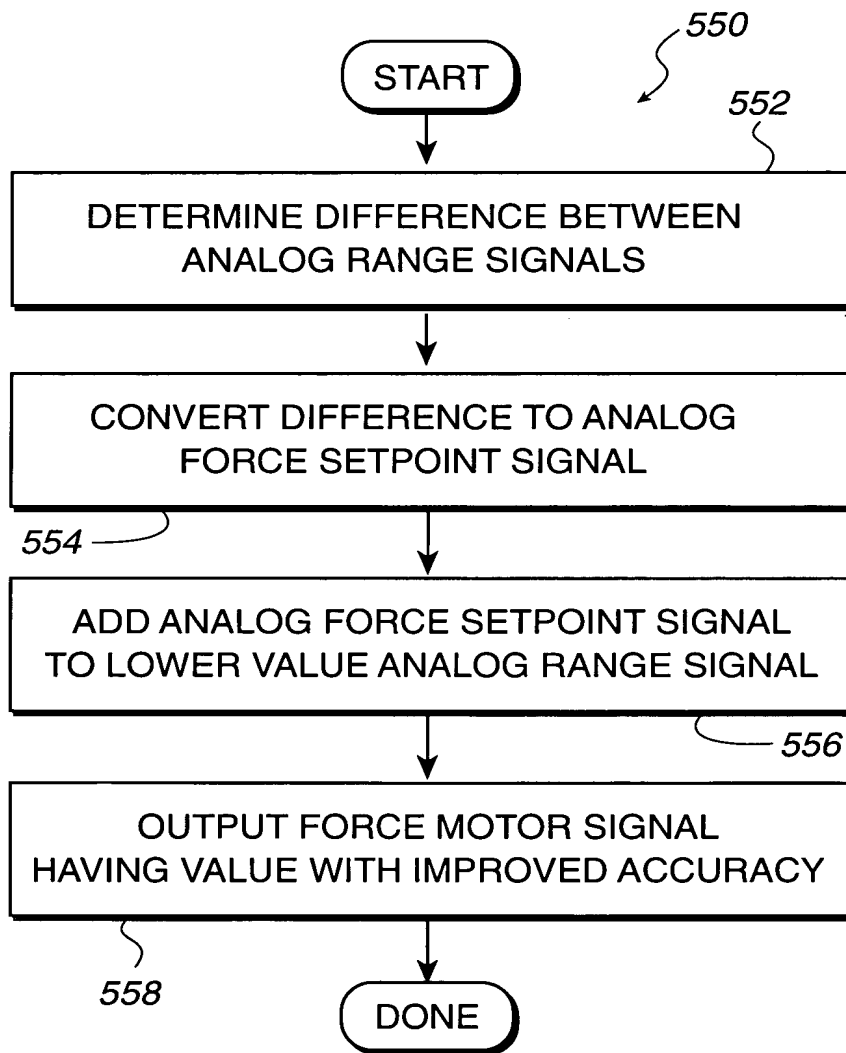 550
START
552
DETERMINE DIFFERENCE BETWEEN
ANALOG RANGE SIGNALS
CONVERT DIFFERENCE TO ANALOG
FORCE SETPOINT SIGNAL
554
ADD ANALOG FORCE SETPOINT SIGNAL
TO LOWER VALUE ANALOG RANGE SIGNAL
556
OUTPUT FORCE MOTOR SIGNAL
HAVING VALUE WITH IMPROVED ACCURACY
558
DONE